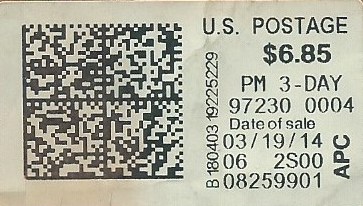 U.S. POSTAGE
$6.85
PM 3-DAY
97230 0004
Date of sale
03/19/14
06 2S00
08259901
B180403 19225229
APC